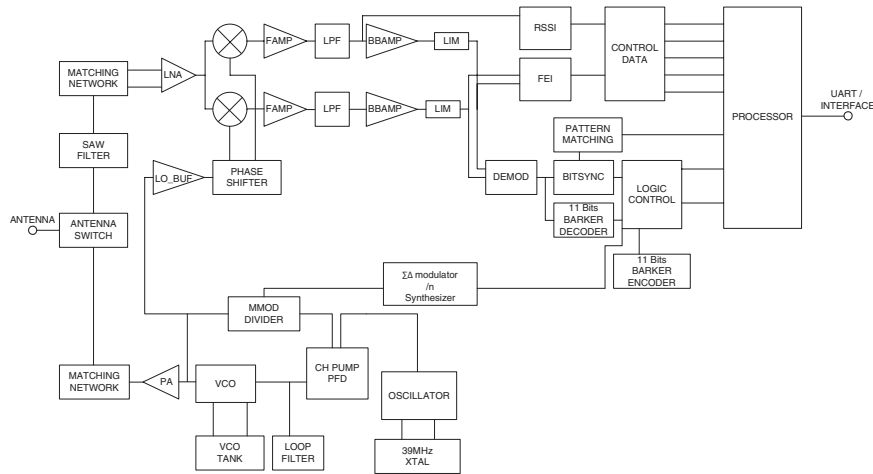 FAMP
LPF
BBAMP
LIM
RSSI
CONTROL
DATA
MATCHING
NETWORK
LNA
FEI
UART /
INTERFACE
FAMP
LPF
BBAMP
LIM
PROCESSOR
SAW
FILTER
PATTERN
MATCHING
LO_BUF
PHASE
SHIFTER
DEMOD
BITSYNC
LOGIC
CONTROL
ANTENNA
ANTENNA
SWITCH
11 Bits
BARKER
DECODER
11 Bits
BARKER
ENCODER
ΣΔ modulator
/n
Synthesizer
MMOD
DIVIDER
CH PUMP
PFD
MATCHING
NETWORK
PA
VCO
OSCILLATOR
VCO
TANK
LOOP
FILTER
39MHz
XTAL